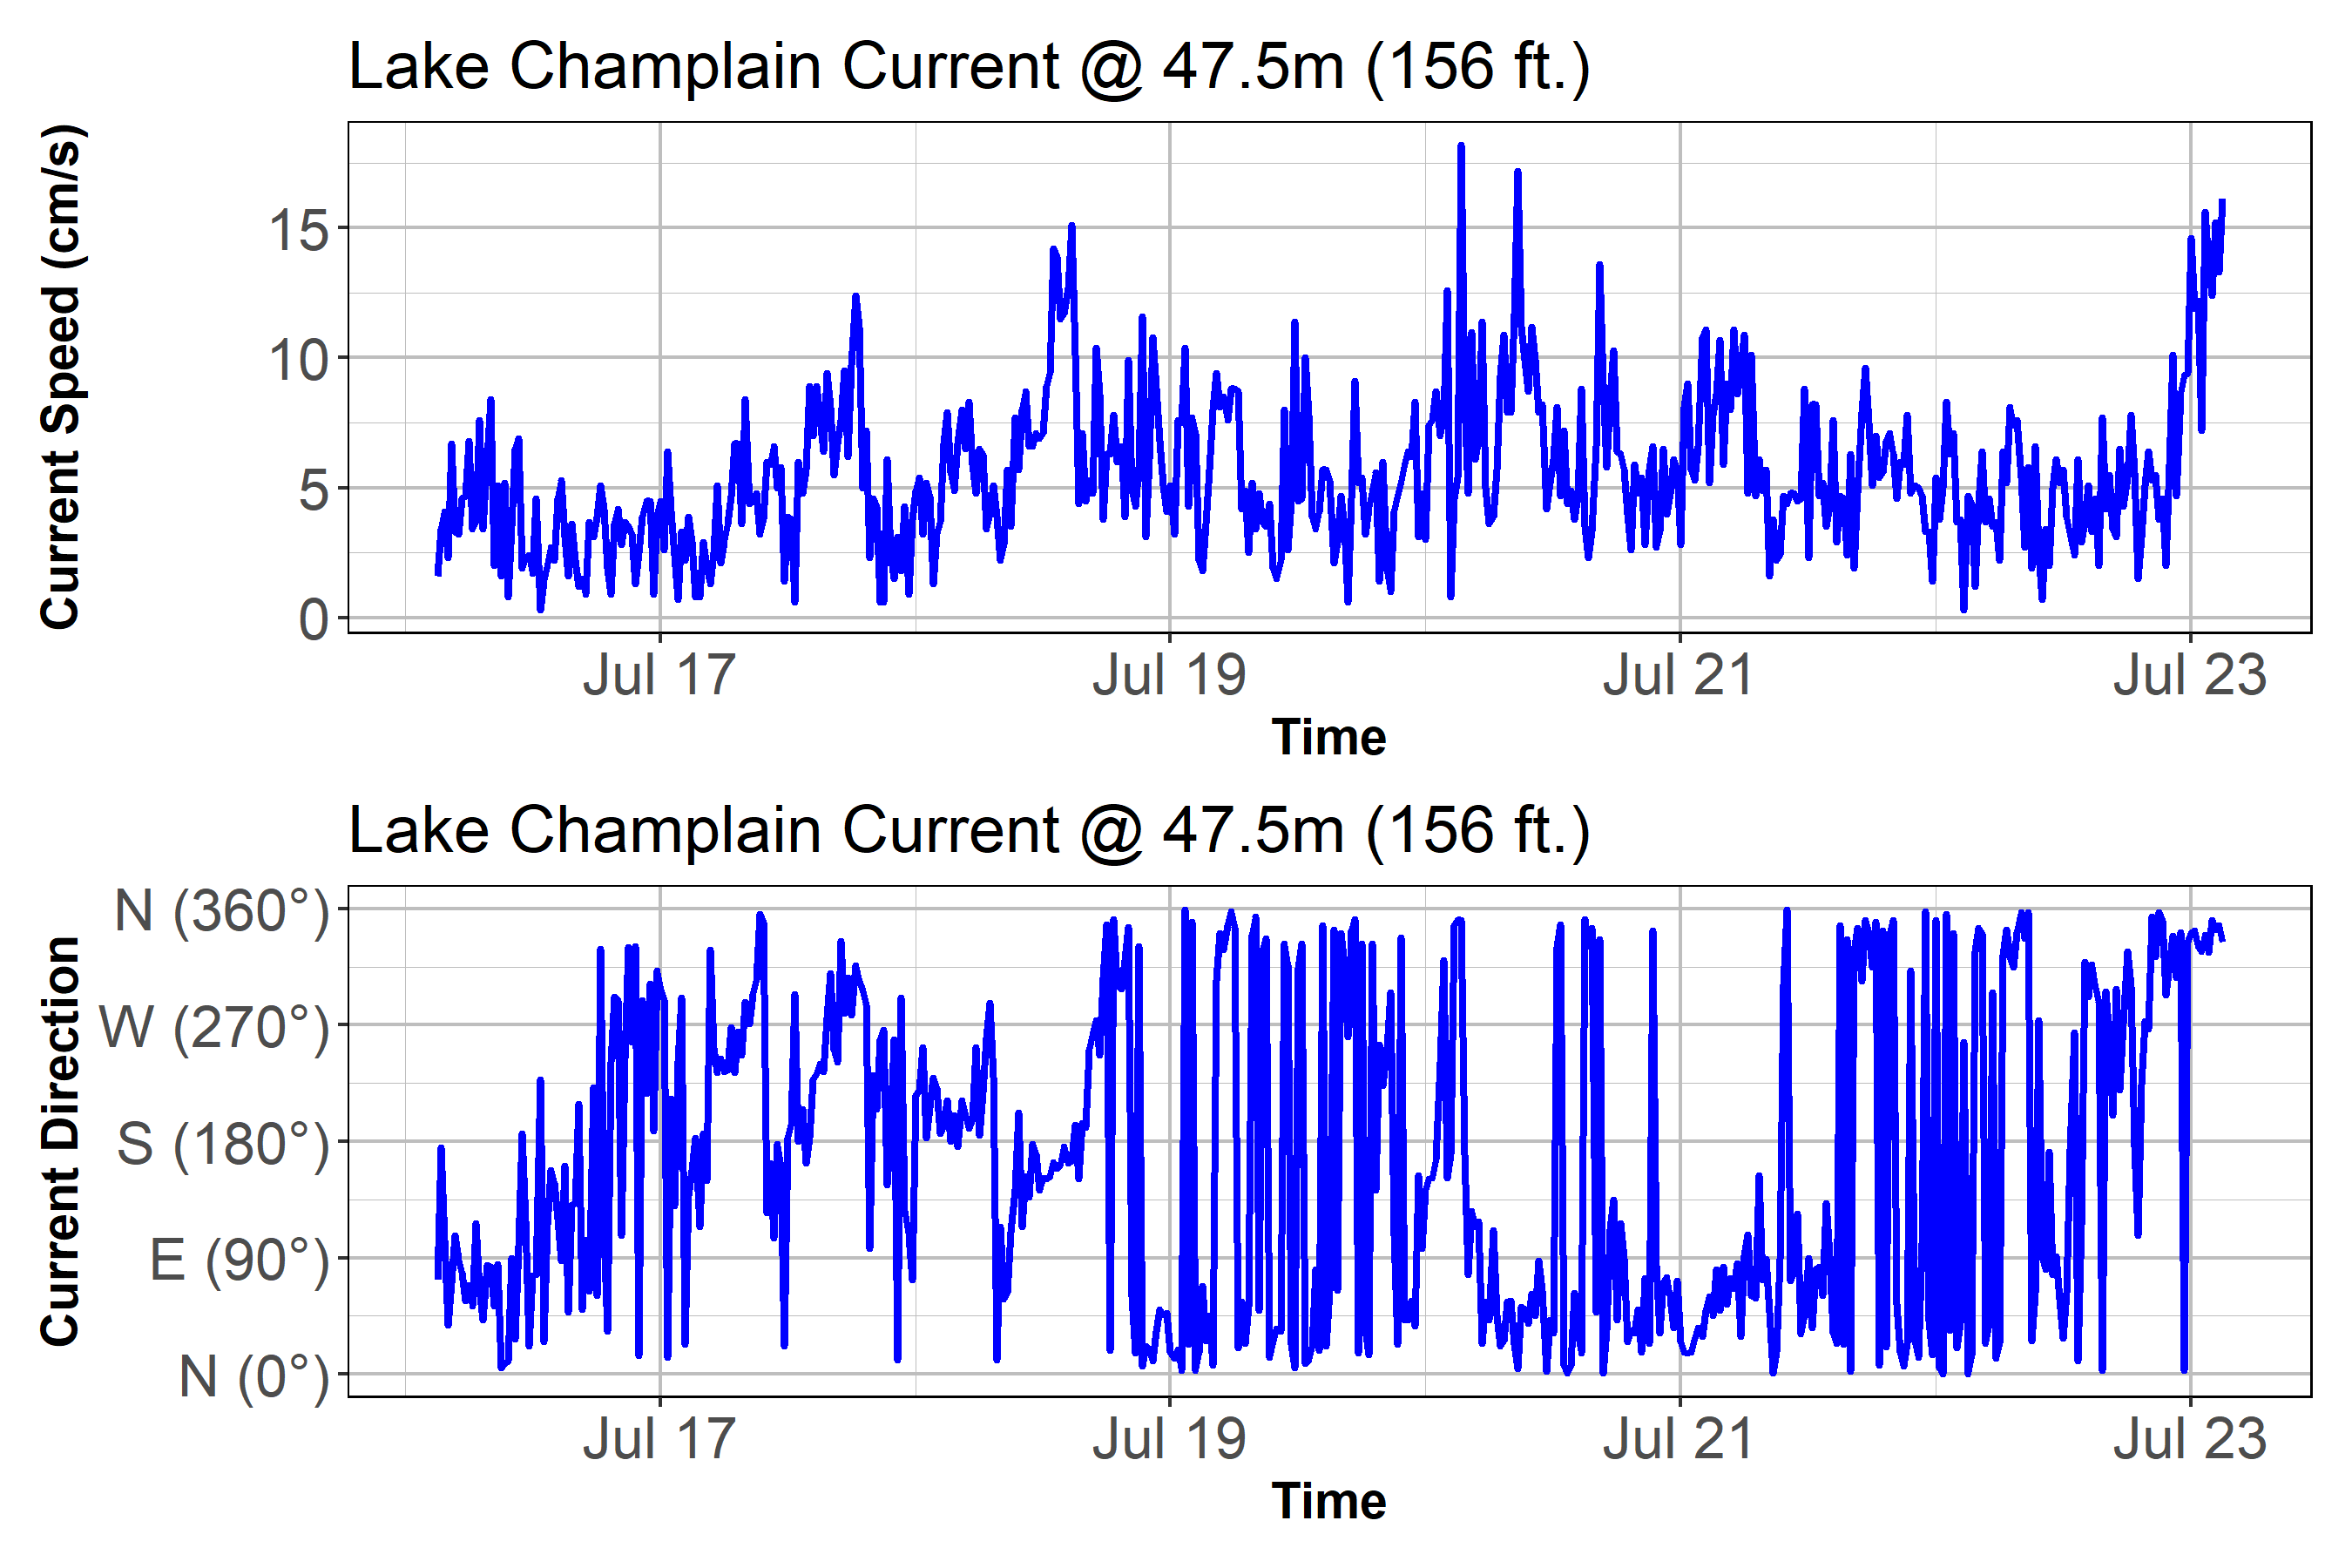 Lake Champlain Current @ 47.5m (156 ft.)
Current Speed (cm/s)
15
10
5
0
Jul 17
Jul 19
Jul 21
Jul 23
Time
Lake Champlain Current @ 47.5m (156 ft.)
Current Direction
N (360°)
W (270°)
S (180°)
E (90°)
N (0°)
Jul 17
Jul 19
Jul 21
Jul 23
Time